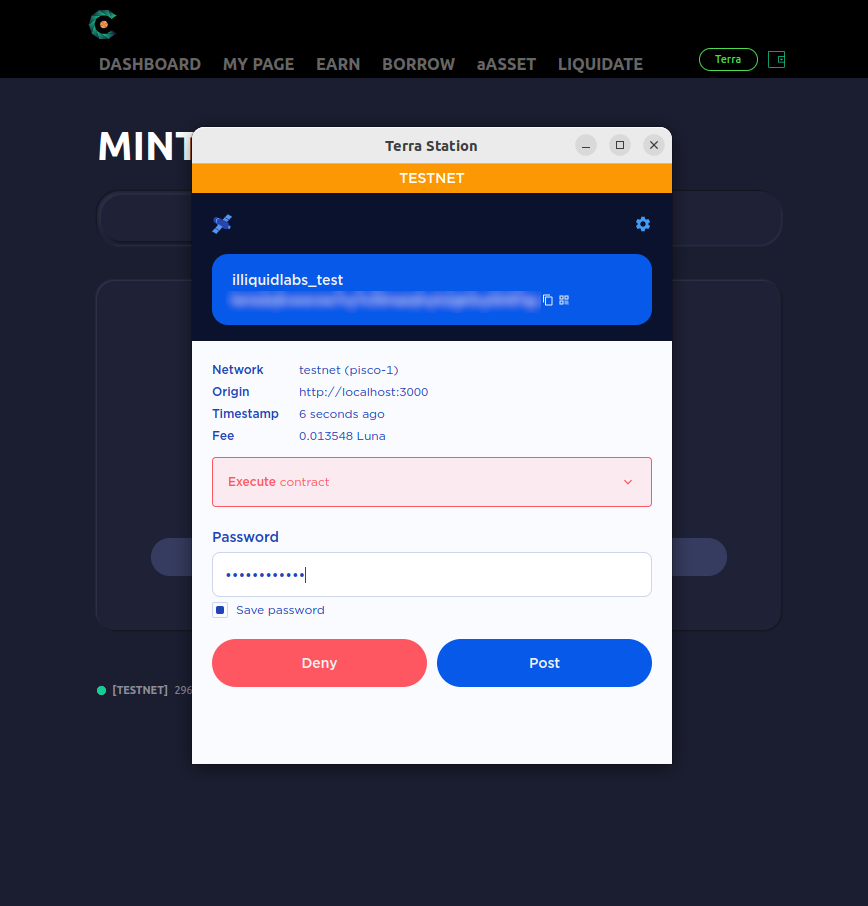 DASHBOARD MY PAGE EARN BORROW aASSET LIQUIDATE Terra
MINT
Terra Station
TESTNET
illiquidlabs_test
Network testnet (pisco-1)
Origin http://localhost:3000
Timestamp 6 seconds ago
Fee 0.013548 Luna
Execute contract
Password
Save password
Deny Post
[TESTNET] 296